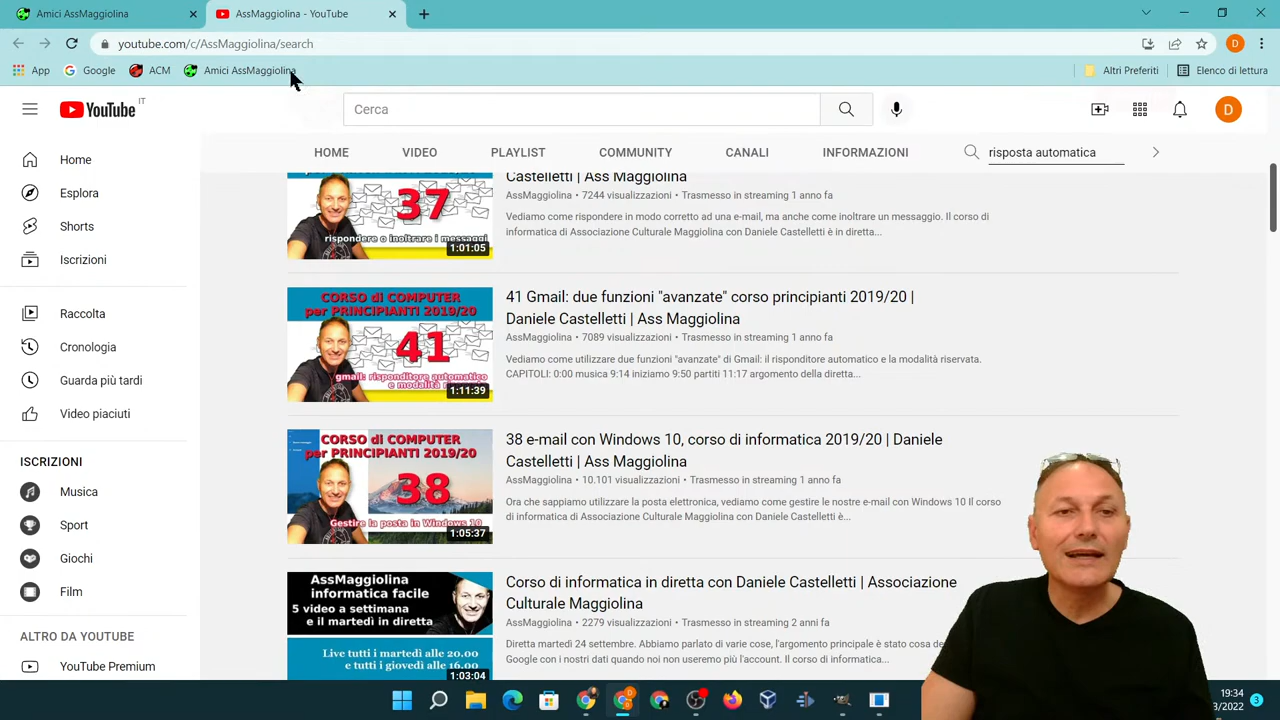 Amici AssMaggiolina
AssMaggiolina - YouTube
youtube.com/c/AssMaggiolina/search
D
App
Google
ACM
Amici AssMaggiolina
Altri Preferiti
Elenco di lettura
YouTube IT
Cerca
D
HOME
VIDEO
PLAYLIST
COMMUNITY
CANALI
INFORMAZIONI
risposta automatica
Home
Esplora
Shorts
Iscrizioni
Raccolta
Cronologia
Guarda più tardi
Video piaciuti
ISCRIZIONI
Musica
Sport
Giochi
Film
ALTRO DA YOUTUBE
YouTube Premium
37
rispondere o inoltrare i messaggi
1:01:05
Castelletti | Ass Maggiolina
AssMaggiolina • 7244 visualizzazioni • Trasmesso in streaming 1 anno fa
Vediamo come rispondere in modo corretto ad una e-mail, ma anche come inoltrare un messaggio. Il corso di
informatica di Associazione Culturale Maggiolina con Daniele Castelletti è in diretta...
CORSO di COMPUTER
per PRINCIPIANTI 2019/20
41
gmail: risponditore automatico
e modalità
1:11:39
41 Gmail: due funzioni "avanzate" corso principianti 2019/20 |
Daniele Castelletti | Ass Maggiolina
AssMaggiolina • 7089 visualizzazioni • Trasmesso in streaming 1 anno fa
Vediamo come utilizzare due funzioni "avanzate" di Gmail: il risponditore automatico e la modalità riservata.
CAPITOLI: 0:00 musica 9:14 iniziamo 9:50 partiti 11:17 argomento della diretta...
CORSO di COMPUTER
per PRINCIPIANTI 2019/20
38
Gestire la posta in Windows 10
1:05:37
38 e-mail con Windows 10, corso di informatica 2019/20 | Daniele
Castelletti | Ass Maggiolina
AssMaggiolina • 10.101 visualizzazioni • Trasmesso in streaming 1 anno fa
Ora che sappiamo utilizzare la posta elettronica, vediamo come gestire le nostre e-mail con Windows 10 Il corso
di informatica di Associazione Culturale Maggiolina con Daniele Castelletti è...
AssMaggiolina
informatica facile
5 video a settimana
e il martedì in diretta
Live tutti i martedì alle 20.00
e tutti i giovedì alle 16.00
1:03:04
Corso di informatica in diretta con Daniele Castelletti | Associazione
Culturale Maggiolina
AssMaggiolina • 2279 visualizzazioni • Trasmesso in streaming 2 anni fa
Diretta martedì 24 settembre. Abbiamo parlato di varie cose, l'argomento principale è stato cosa
Google con i nostri dati quando noi non useremo più l'account. Il corso di informatica...
19:34
3/2022
3